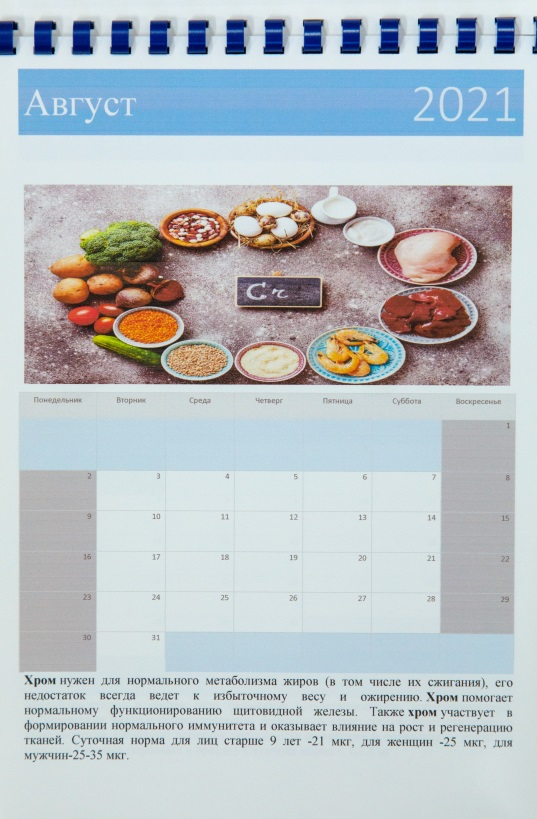 Август 2021
Cr
Понедельник Вторник Среда Четверг Пятница Суббота Воскресенье
1
2 3 4 5 6 7 8
9 10 11 12 13 14 15
16 17 18 19 20 21 22
23 24 25 26 27 28 29
30 31
Хром нужен для нормального метаболизма жиров (в том числе их сжигания), его
недостаток всегда ведет к избыточному весу и ожирению. Хром помогает
нормальному функционированию щитовидной железы. Также хром участвует в
формировании нормального иммунитета и оказывает влияние на рост и регенерацию
тканей. Суточная норма для лиц старше 9 лет -21 мкг, для женщин -25 мкг, для
мужчин-25-35 мкг.